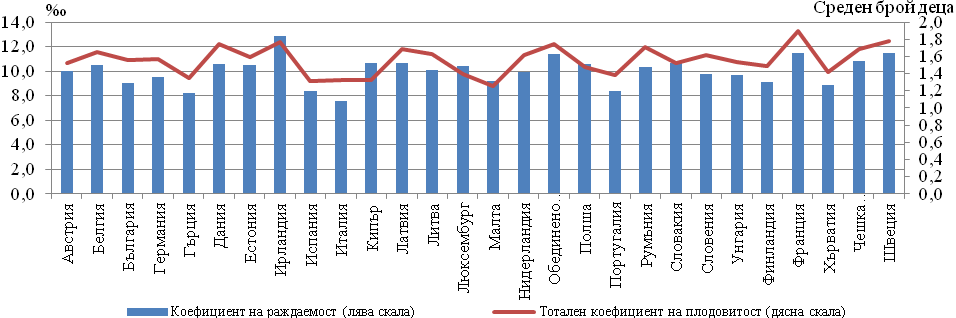 ‰
Среден брой деца
14,0
12,0
10,0
8,0
6,0
4,0
2,0
0,0
2,0
1,8
1,6
1,4
1,2
1,0
0,8
0,6
0,4
0,2
0,0
Австрия
Белгия
България
Германия
Гърция
Дания
Естония
Ирландия
Испания
Италия
Кипър
Латвия
Литва
Люксембург
Малта
Нидерландия
Обединено..
Полша
Португалия
Румъния
Словакия
Словения
Унгария
Финландия
Франция
Хърватия
Чешка..
Швеция
Коефициент на раждаемост (лява скала)
Тотален коефициент на плодовитост (дясна скала)